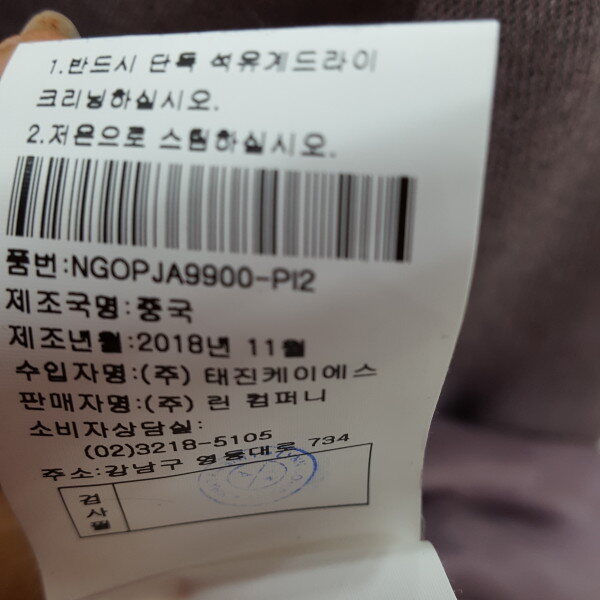 1.반드시 단독 석유계드라이
크리닝하십시오.
2.저온으로 스팀하십시오.
품번:NGOPJA9900-PI2
제조국명:중국
제조년월:2018년 11월
수입자명:(주) 태진케이에스
판매자명:(주) 린 컴퍼니
소비자상담실:
(02)3218-5105
주소:강남구 영동대로 734
검사필